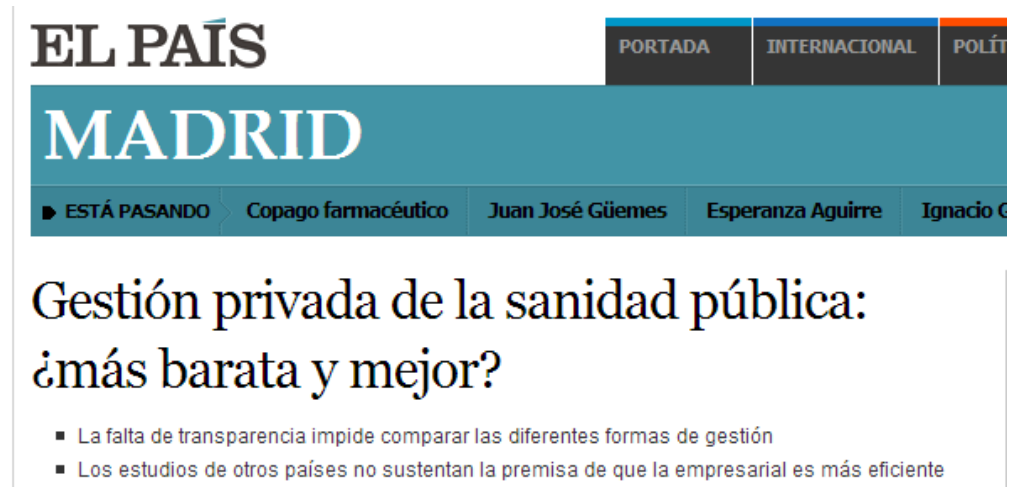 EL PAÍS
PORTADA INTERNACIONAL POLÍT
MADRID
ESTÁ PASANDO Copago farmacéutico Juan José Güemes Esperanza Aguirre Ignacio G
Gestión privada de la sanidad pública:
¿más barata y mejor?
La falta de transparencia impide comparar las diferentes formas de gestión
Los estudios de otros países no sustentan la premisa de que la empresarial es más eficiente